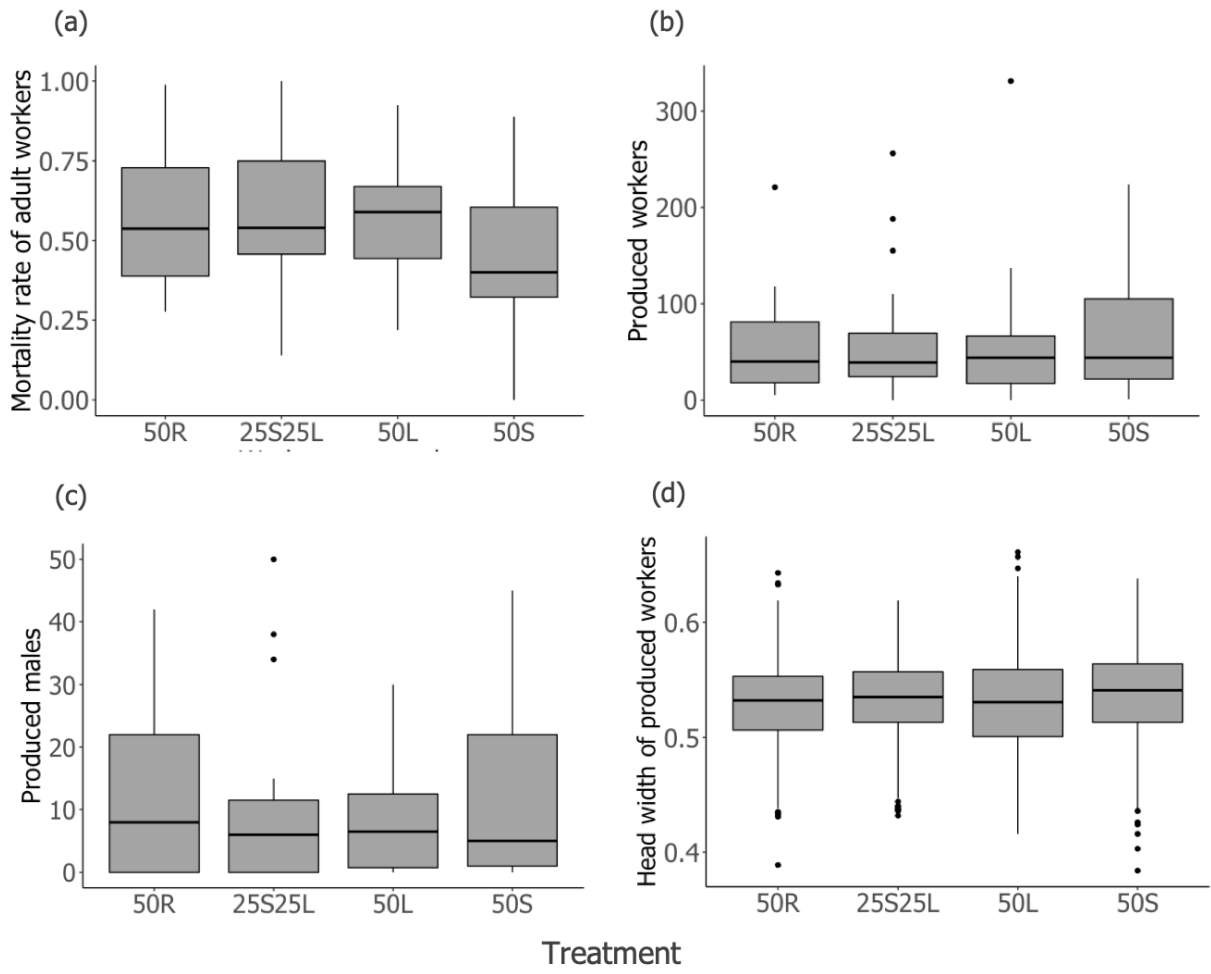 (a)
Mortality rate of adult workers
1.00
0.75
0.50
0.25
0.00
50R 25S25L 50L 50S
(b)
Produced workers
300
200
100
0
50R 25S25L 50L 50S
(c)
Produced males
50
40
30
20
10
0
50R 25S25L 50L 50S
(d)
Head width of produced workers
0.6
0.5
0.4
50R 25S25L 50L 50S
Treatment